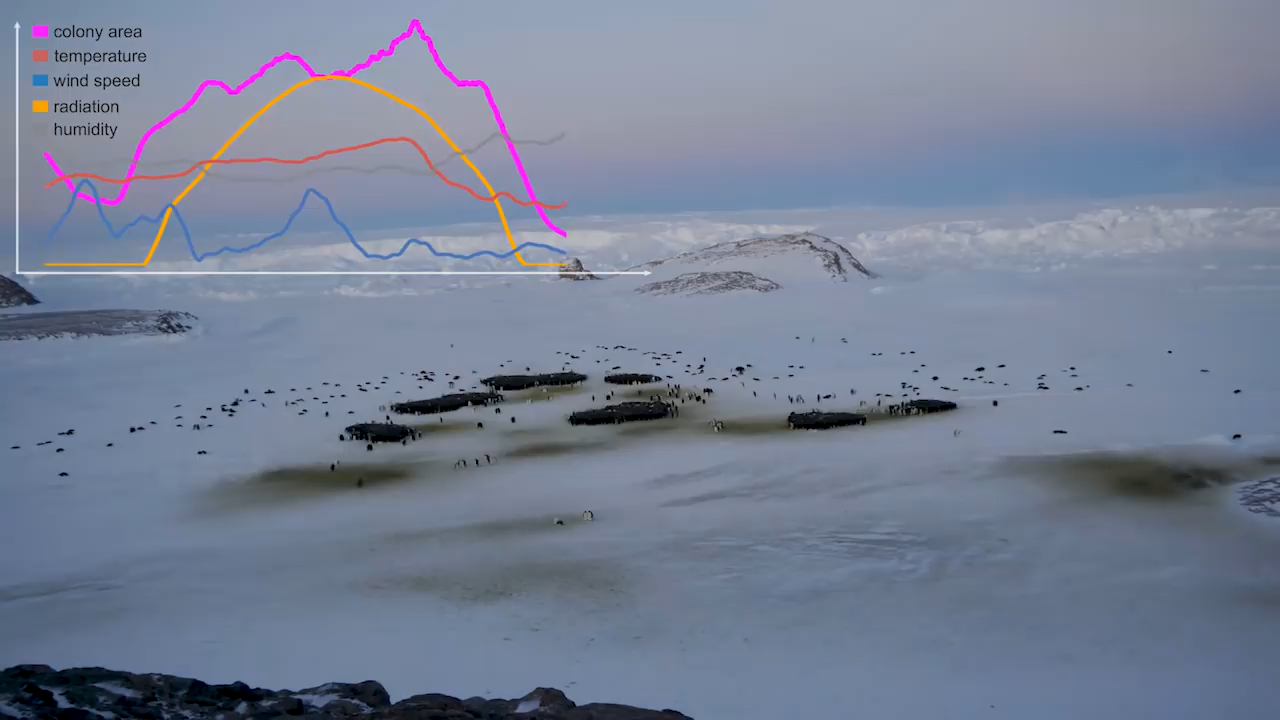 colony area
temperature
wind speed
radiation
humidity